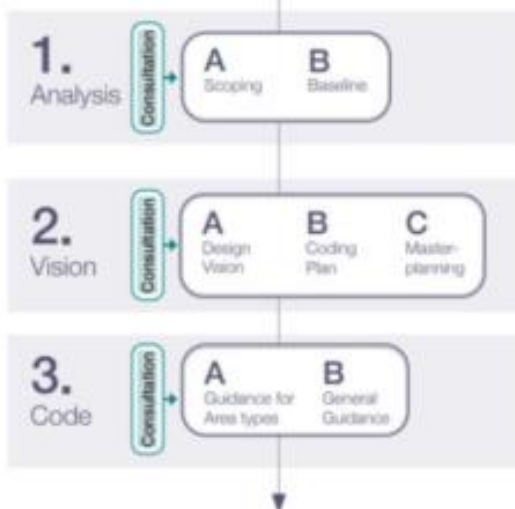 1.
Analysis
Consultation
A
Scoping
B
Baseline
2.
Vision
Consultation
A
Design
Vision
B
Coding
Plan
C
Master-
planning
3.
Code
Consultation
A
Guidance for
Area types
B
General
Guidance